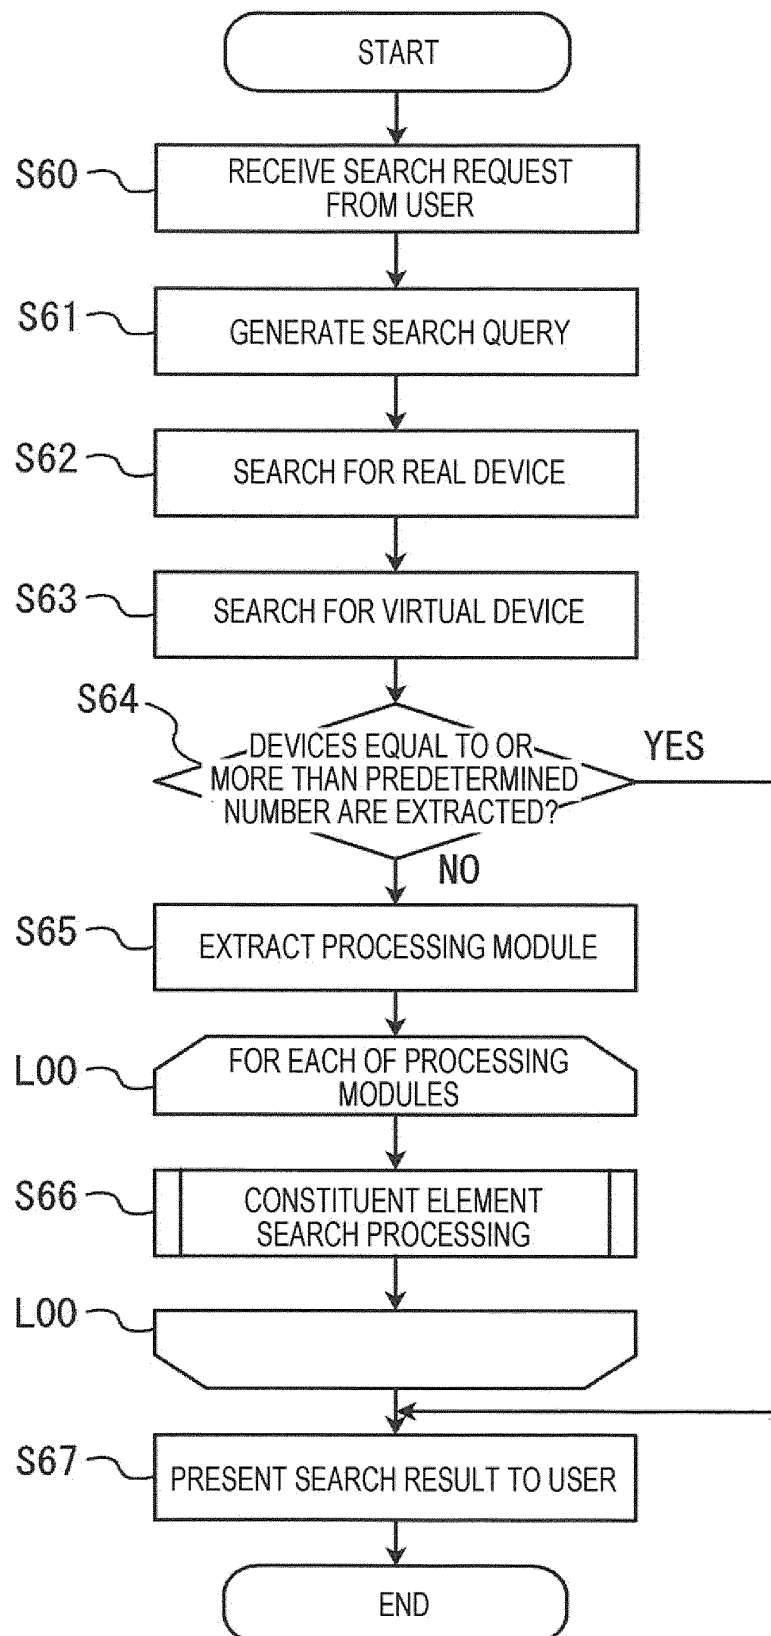 START
S60
RECEIVE SEARCH REQUEST
FROM USER
S61
GENERATE SEARCH QUERY
S62
SEARCH FOR REAL DEVICE
S63
SEARCH FOR VIRTUAL DEVICE
S64
DEVICES EQUAL TO OR
MORE THAN PREDETERMINED
NUMBER ARE EXTRACTED?
YES
NO
S65
EXTRACT PROCESSING MODULE
L00
FOR EACH OF PROCESSING
MODULES
S66
CONSTITUENT ELEMENT
SEARCH PROCESSING
L00
S67
PRESENT SEARCH RESULT TO USER
END